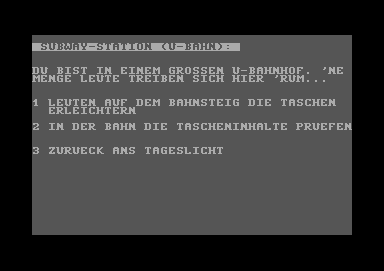 SUBWAY-STATION (U-BAHN):
DU BIST IN EINEM GROSSEN U-BAHNHOF. 'NE
MENGE LEUTE TREIBEN SICH HIER 'RUM...
1 LEUTEN AUF DEM BAHNSTEIG DIE TASCHEN
ERLEICHTERN
2 IN DER BAHN DIE TASCHENINHALTE PRUEFEN
3 ZURUECK ANS TAGESLICHT